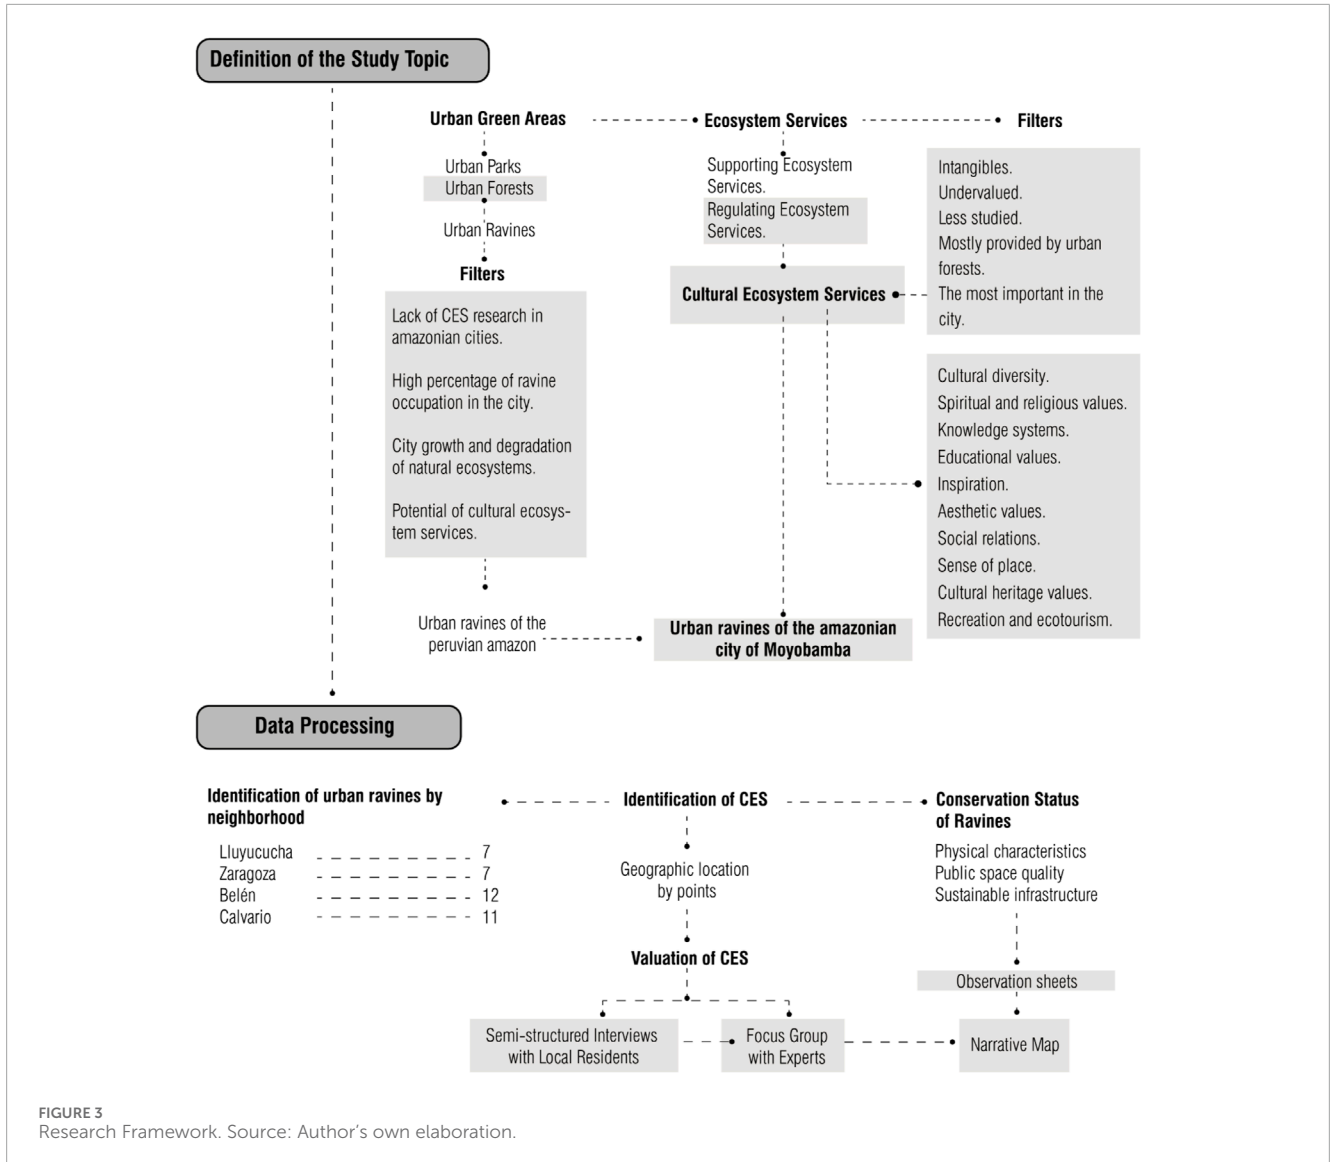 Definition of the Study Topic
Urban Green Areas
Ecosystem Services
Filters
Urban Parks
Urban Forests
Urban Ravines
Filters
Lack of CES research in
amazonian cities.
High percentage of ravine
occupation in the city.
City growth and degradation
of natural ecosystems.
Potential of cultural ecosys-
tem services.
Urban ravines of the
peruvian amazon
Supporting Ecosystem
Services.
Regulating Ecosystem
Services.
Cultural Ecosystem Services
Urban ravines of the amazonian
city of Moyobamba
Intangibles.
Undervalued.
Less studied.
Mostly provided by urban
forests.
The most important in the
city.
Cultural diversity.
Spiritual and religious values.
Knowledge systems.
Educational values.
Inspiration.
Aesthetic values.
Social relations.
Sense of place.
Cultural heritage values.
Recreation and ecotourism.
Data Processing
Identification of urban ravines by
neighborhood
Lluyucucha 7
Zaragoza 7
Belén 12
Calvario 11
Identification of CES
Geographic location
by points
Valuation of CES
Semi-structured Interviews
with Local Residents
Focus Group
with Experts
Conservation Status
of Ravines
Physical characteristics
Public space quality
Sustainable infrastructure
Observation sheets
Narrative Map
FIGURE 3
Research Framework. Source: Author's own elaboration.